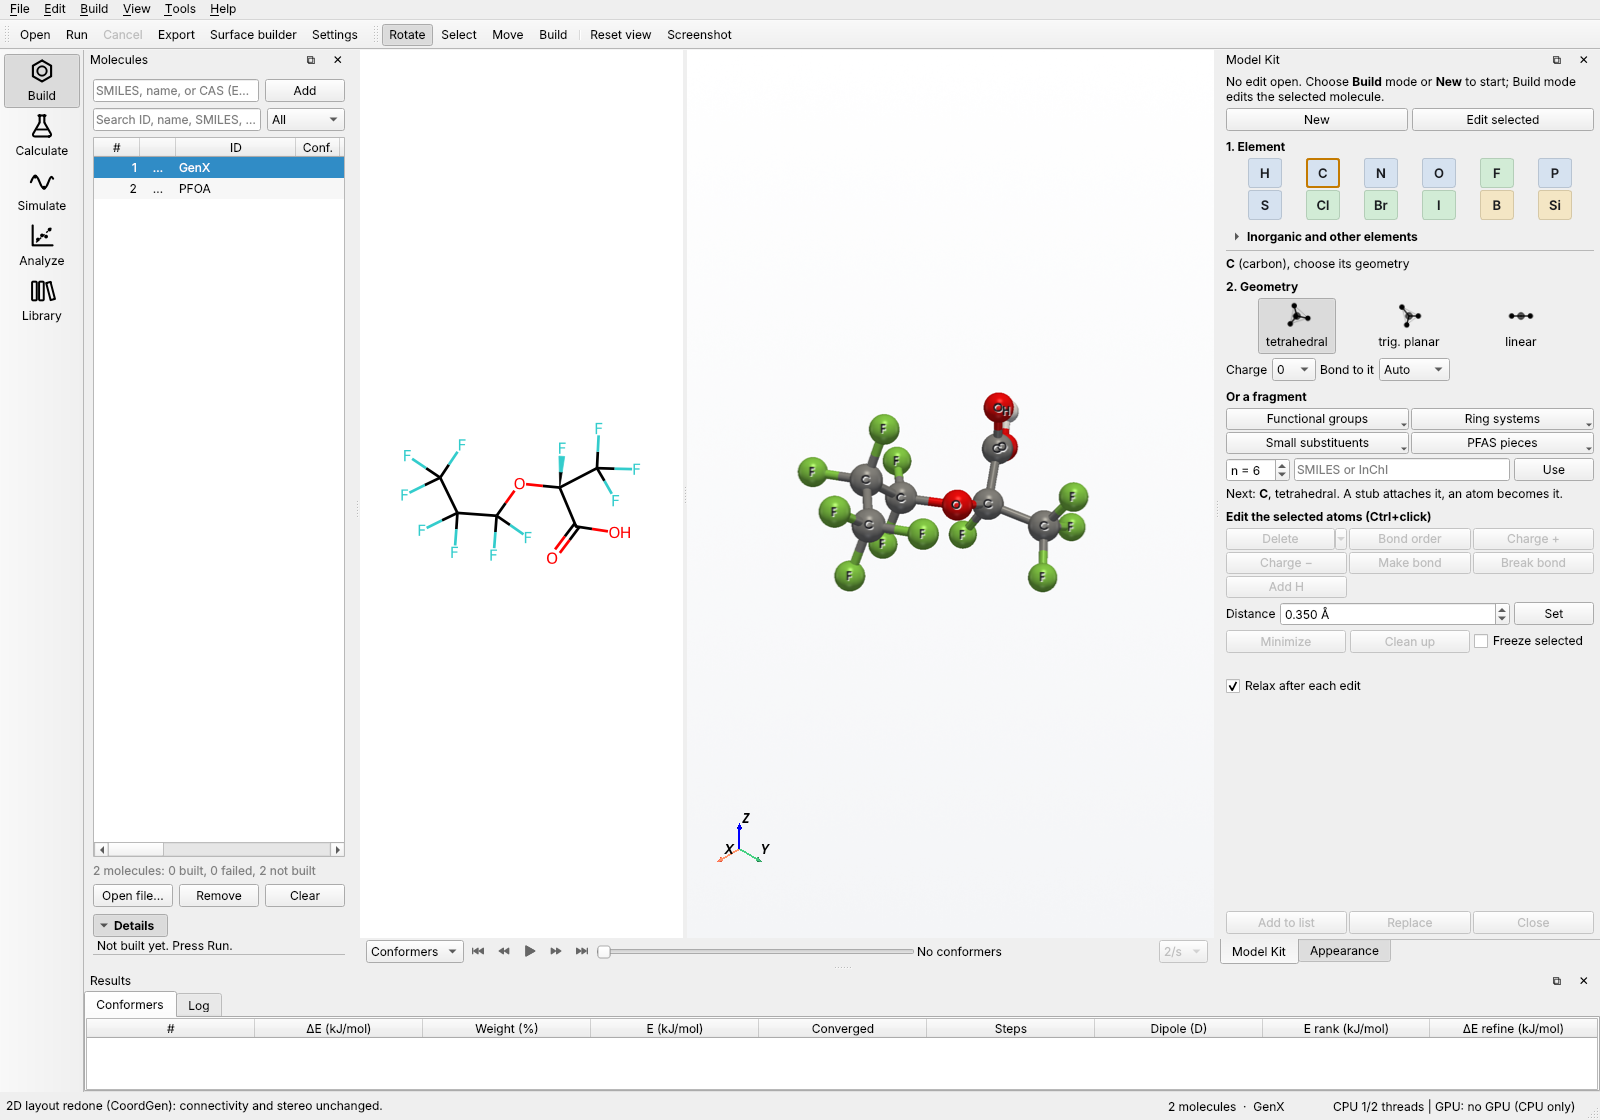 File Edit Build View Tools Help
Open Run Cancel Export Surface builder Settings Rotate Select Move Build Reset view Screenshot
Build
Calculate
Simulate
Analyze
Library
Molecules
SMILES, name, or CAS (E... Add
Search ID, name, SMILES, ... All
# ID Conf.
1 ... GenX
2 ... PFOA
2 molecules: 0 built, 0 failed, 2 not built
Open file... Remove Clear
Details
Not built yet. Press Run.
F F F F F F F O F F F F O OH
F F F F F F F F F F F C C C C C C O O OH
Z
X Y
Conformers No conformers 2/s
Model Kit
No edit open. Choose Build mode or New to start; Build mode
edits the selected molecule.
New Edit selected
1. Element
H C N O F P
S Cl Br I B Si
Inorganic and other elements
C (carbon), choose its geometry
2. Geometry
tetrahedral trig. planar linear
Charge 0 Bond to it Auto
Or a fragment
Functional groups Ring systems
Small substituents PFAS pieces
n = 6 SMILES or InChI Use
Next: C, tetrahedral. A stub attaches it, an atom becomes it.
Edit the selected atoms (Ctrl+click)
Delete Bond order Charge +
Charge − Make bond Break bond
Add H
Distance 0.350 Å Set
Minimize Clean up Freeze selected
Relax after each edit
Add to list Replace Close
Model Kit Appearance
Results
Conformers Log
# ΔE (kJ/mol) Weight (%) E (kJ/mol) Converged Steps Dipole (D) E rank (kJ/mol) ΔE refine (kJ/mol)
2D layout redone (CoordGen): connectivity and stereo unchanged. 2 molecules · GenX CPU 1/2 threads | GPU: no GPU (CPU only)